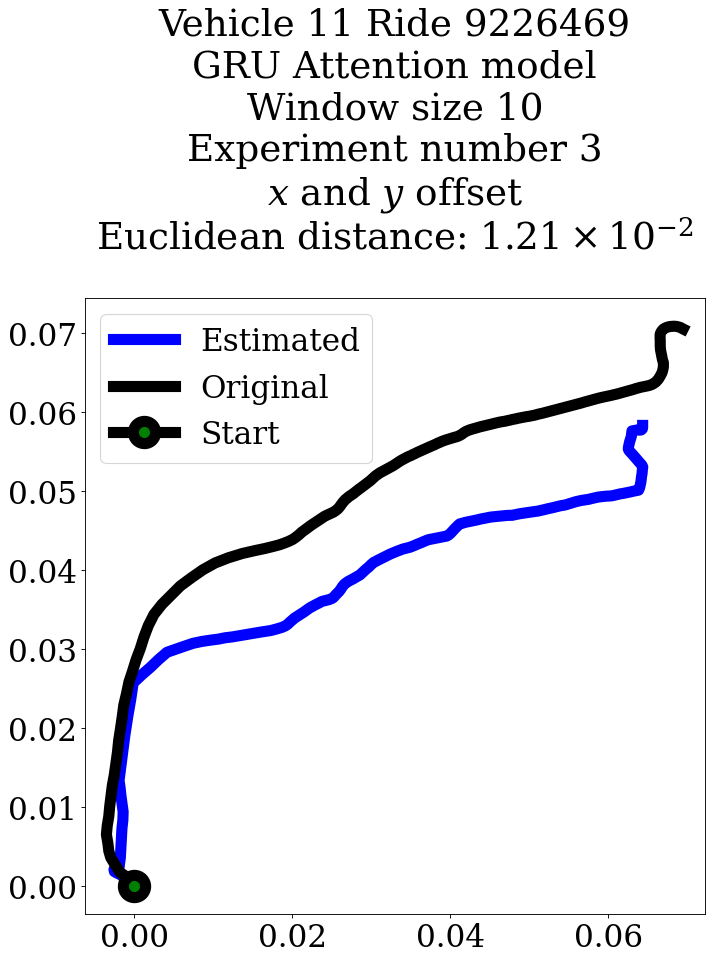 Vehicle 11 Ride 9226469
GRU Attention model
Window size 10
Experiment number 3
x and y offset
Euclidean distance: 1.21 × 10⁻²
Estimated
Original
Start
0.07
0.06
0.05
0.04
0.03
0.02
0.01
0.00
0.00 0.02 0.04 0.06